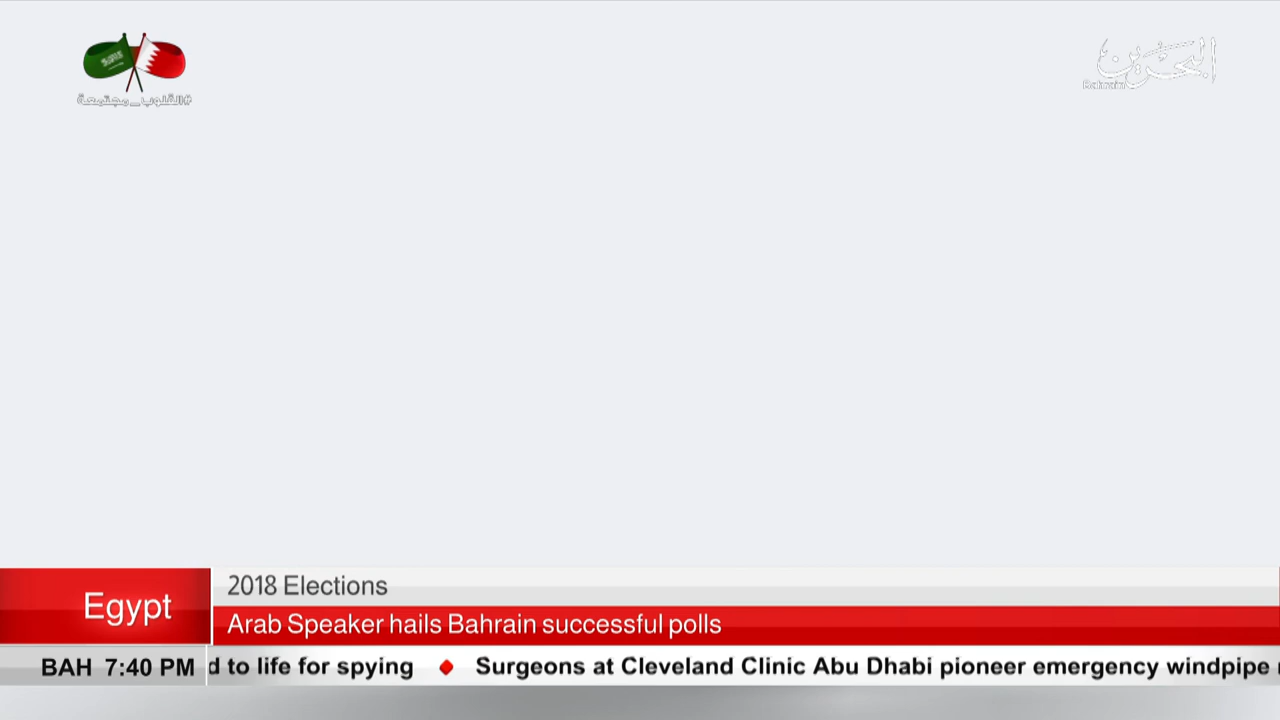 #القلوب_مجتمعة
البحرين
Bahrain
Egypt
2018 Elections
Arab Speaker hails Bahrain successful polls
BAH 7:40 PM
d to life for spying
Surgeons at Cleveland Clinic Abu Dhabi pioneer emergency windpipe